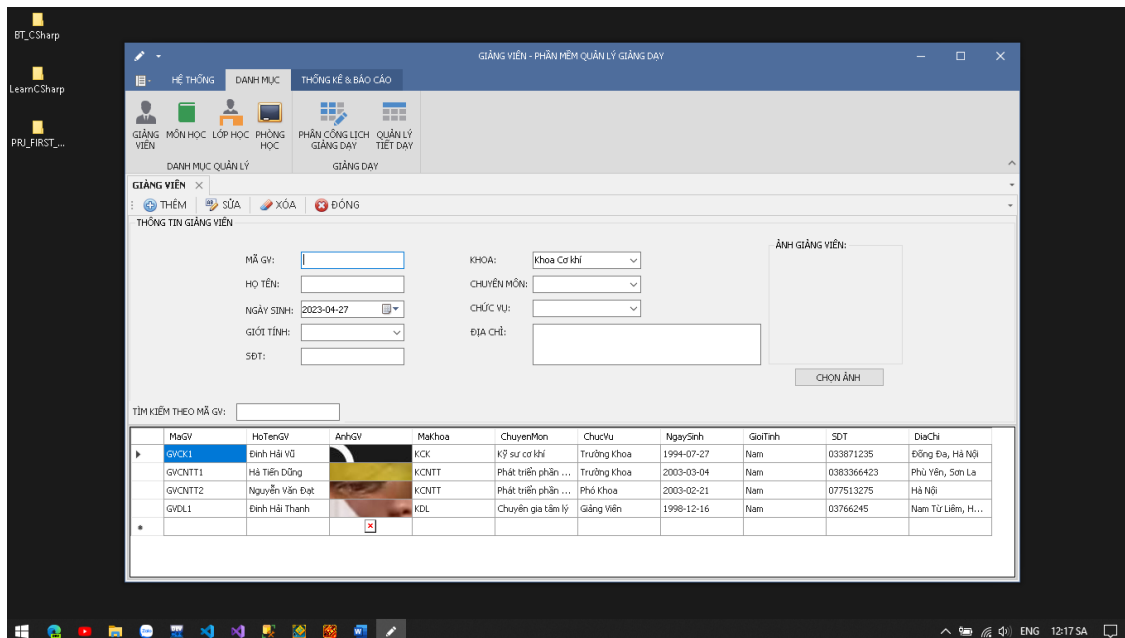 BT_CSharp
LearnCSharp
PRJ_FIRST_...
GIẢNG VIÊN - PHẦN MỀM QUẢN LÝ GIẢNG DẠY
HỆ THỐNG DANH MỤC THỐNG KÊ & BÁO CÁO
GIẢNG VIÊN MÔN HỌC LỚP HỌC PHÒNG HỌC PHÂN CÔNG LỊCH GIẢNG DẠY QUẢN LÝ TIẾT DẠY
DANH MỤC QUẢN LÝ GIẢNG DẠY
GIẢNG VIÊN
THÊM SỬA XÓA ĐÓNG
THÔNG TIN GIẢNG VIÊN
ẢNH GIẢNG VIÊN:
MÃ GV: KHOA: Khoa Cơ khí
HỌ TÊN: CHUYÊN MÔN:
NGÀY SINH: 2023-04-27 CHỨC VỤ:
GIỚI TÍNH: ĐỊA CHỈ:
SĐT:
CHỌN ẢNH
TÌM KIẾM THEO MÃ GV:
MaGV HoTenGV AnhGV MaKhoa ChuyenMon ChucVu NgaySinh GioiTinh SDT DiaChi
GVCK1 Đinh Hải Vũ KCK Kỹ sư cơ khí Trưởng Khoa 1994-07-27 Nam 033871235 Đống Đa, Hà Nội
GVCNTT1 Hà Tiến Dũng KCNTT Phát triển phần ... Trưởng Khoa 2003-03-04 Nam 0383366423 Phù Yên, Sơn La
GVCNTT2 Nguyễn Văn Đạt KCNTT Phát triển phần ... Phó Khoa 2003-02-21 Nam 077513275 Hà Nội
GVDL1 Đinh Hải Thanh KDL Chuyên gia tâm lý Giảng Viên 1998-12-16 Nam 03766245 Nam Từ Liêm, H...
ENG 12:17 SA